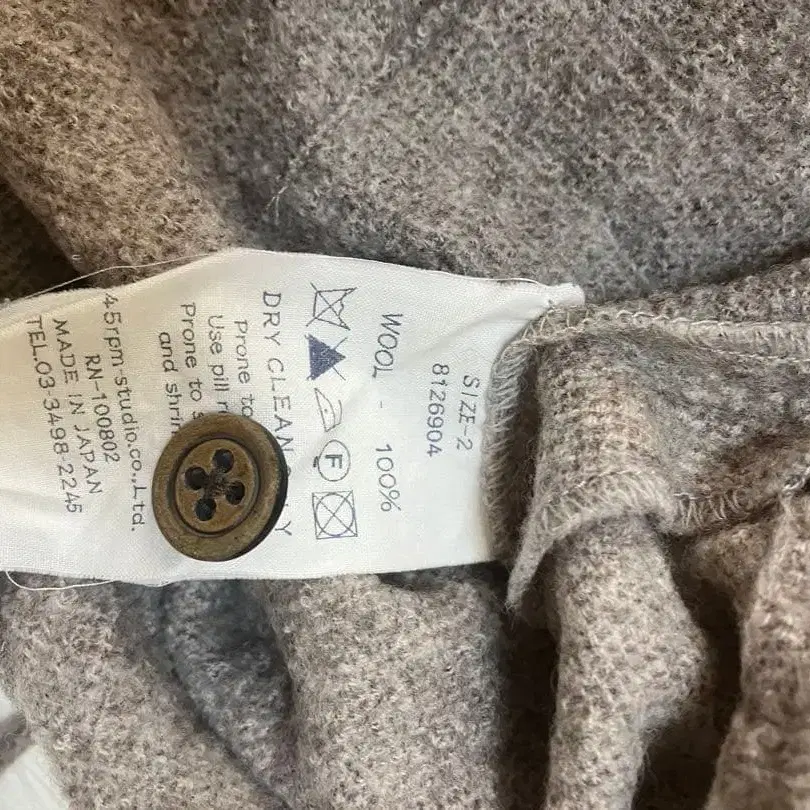 SIZE-2
8126904
WOOL - 100%
F
DRY CLEAN
Prone to
Use pill
Prone to
and shrin
45rpm-studio.co.,Ltd.
RN-100802
MADE IN JAPAN
TEL.03-3498-2245